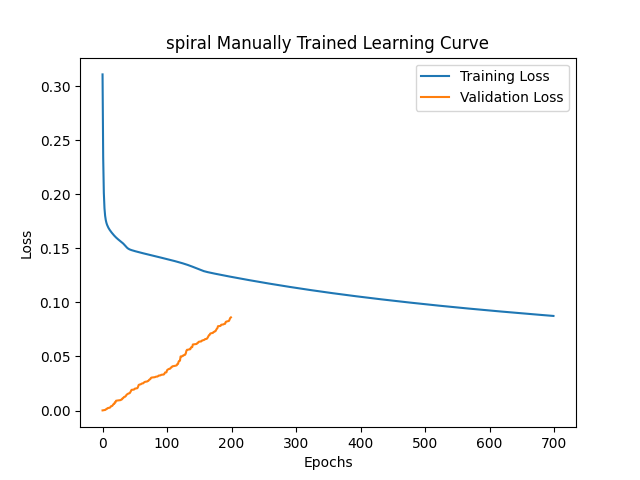 spiral Manually Trained Learning Curve
Training Loss
Validation Loss
0.30
0.25
0.20
0.15
0.10
0.05
0.00
Loss
0 100 200 300 400 500 600 700
Epochs